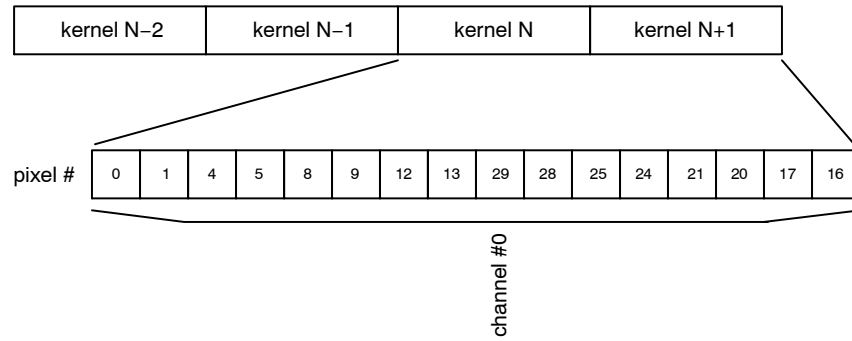 kernel N−2 kernel N−1 kernel N kernel N+1
pixel # 0 1 4 5 8 9 12 13 29 28 25 24 21 20 17 16
channel #0